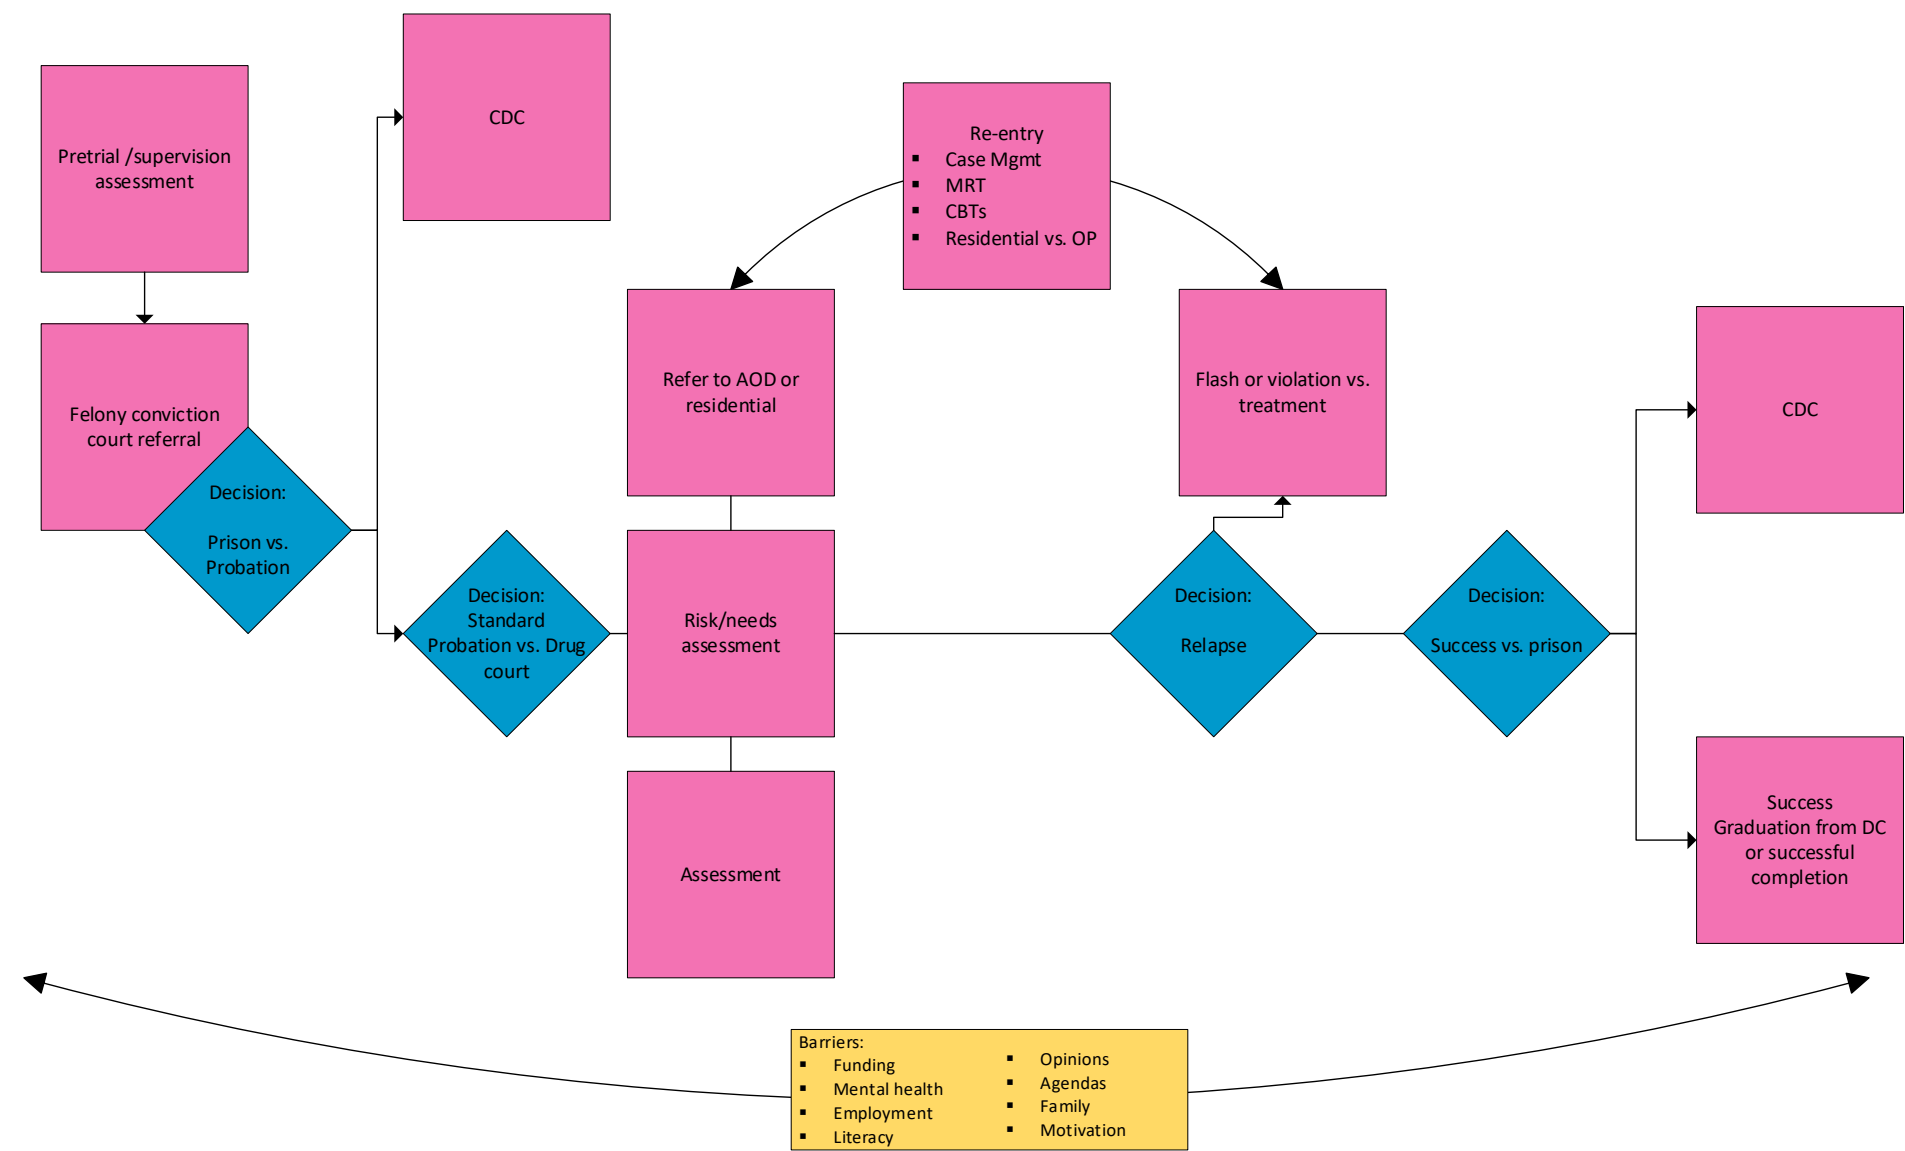 Pretrial /supervision
assessment
CDC
Re-entry
▪ Case Mgmt
▪ MRT
▪ CBTs
▪ Residential vs. OP
Felony conviction
court referral
Decision:
Prison vs.
Probation
Refer to AOD or
residential
Flash or violation vs.
treatment
CDC
Decision:
Standard
Probation vs. Drug
court
Risk/needs
assessment
Decision:
Relapse
Decision:
Success vs. prison
Assessment
Success
Graduation from DC
or successful
completion
Barriers:
▪ Funding
▪ Mental health
▪ Employment
▪ Literacy
▪ Opinions
▪ Agendas
▪ Family
▪ Motivation